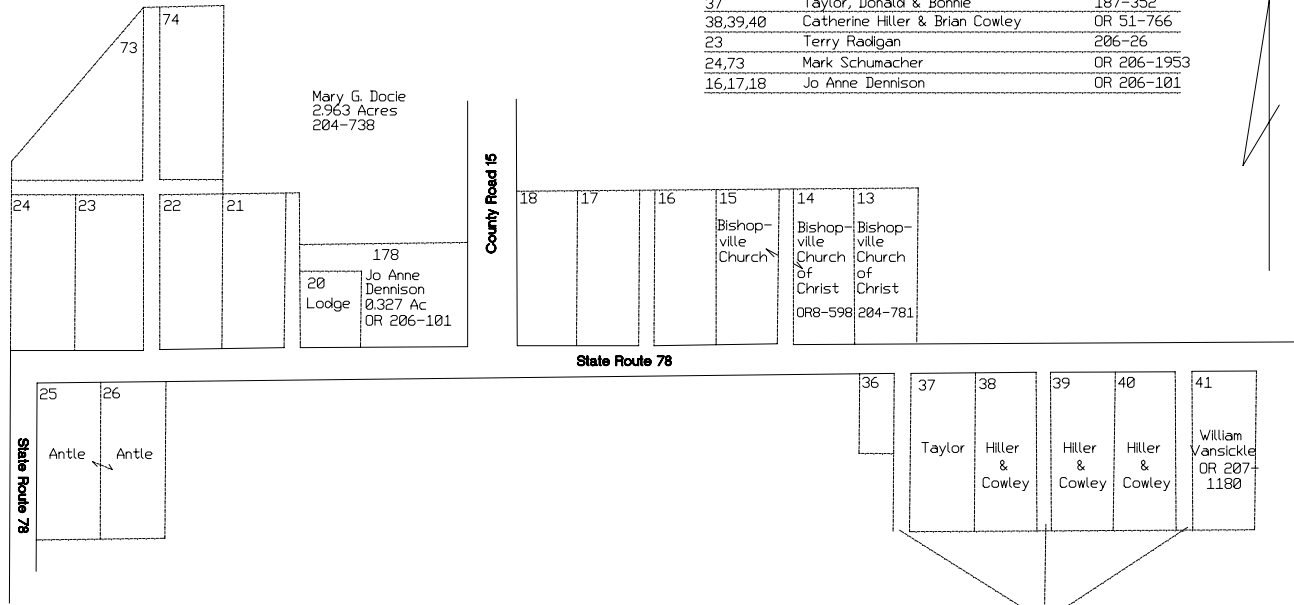 37 Taylor, Donald & Bonnie 187-352
38,39,40 Catherine Hiller & Brian Cowley OR 51-766
23 Terry Radigan 206-26
24,73 Mark Schumacher OR 206-1953
16,17,18 Jo Anne Dennison OR 206-101
73
74
Mary G. Docie
2.963 Acres
204-738
County Road 15
24
23
22
21
178
Jo Anne
Dennison
0.327 Ac
OR 206-101
20
Lodge
18
17
16
15
Bishop-
ville
Church
14
Bishop-
ville
Church
of
Christ
OR8-598
13
Bishop-
ville
Church
of
Christ
204-781
State Route 78
State Route 78
25
Antle
26
Antle
36
37
Taylor
38
Hiller
&
Cowley
39
Hiller
&
Cowley
40
Hiller
&
Cowley
41
William
Vansickle
OR 207-
1180